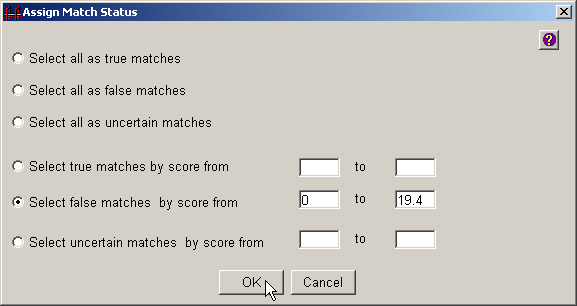 Assign Match Status
?
Select all as true matches
Select all as false matches
Select all as uncertain matches
Select true matches by score from to
Select false matches by score from 0 to 19.4
Select uncertain matches by score from to
OK Cancel